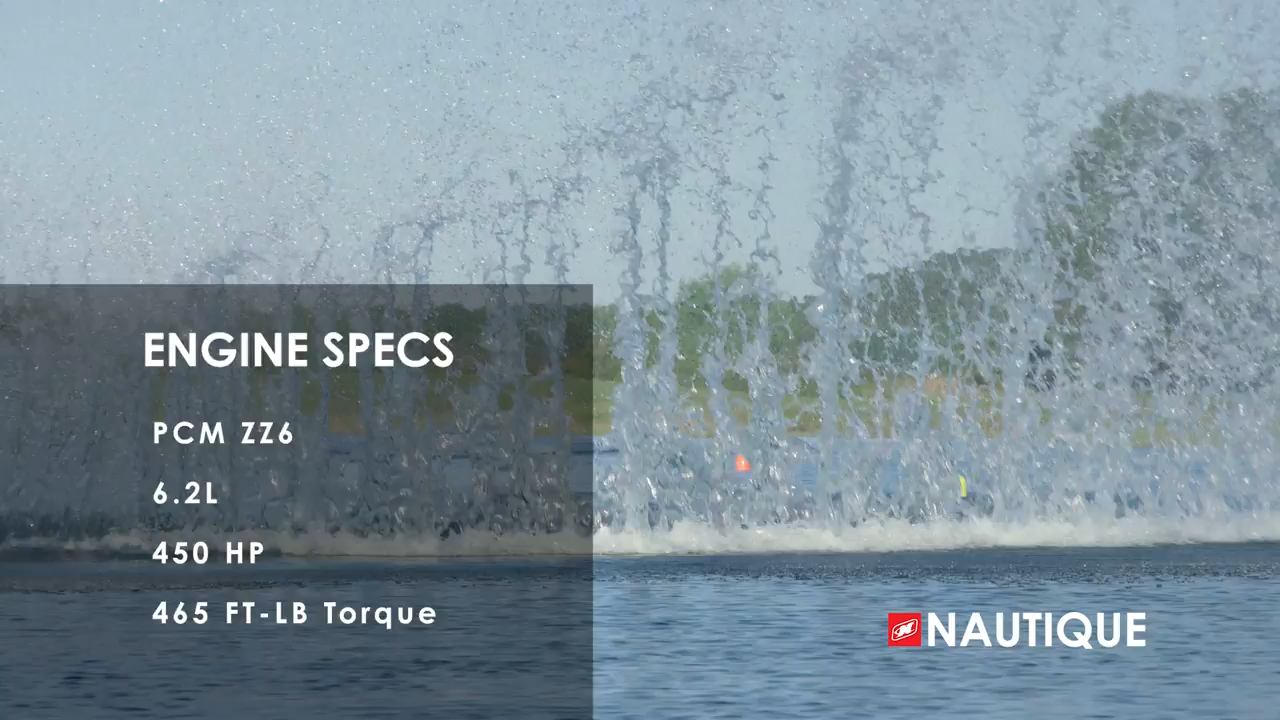 ENGINE SPECS
PCM ZZ6
6.2L
450 HP
465 FT-LB Torque
NAUTIQUE